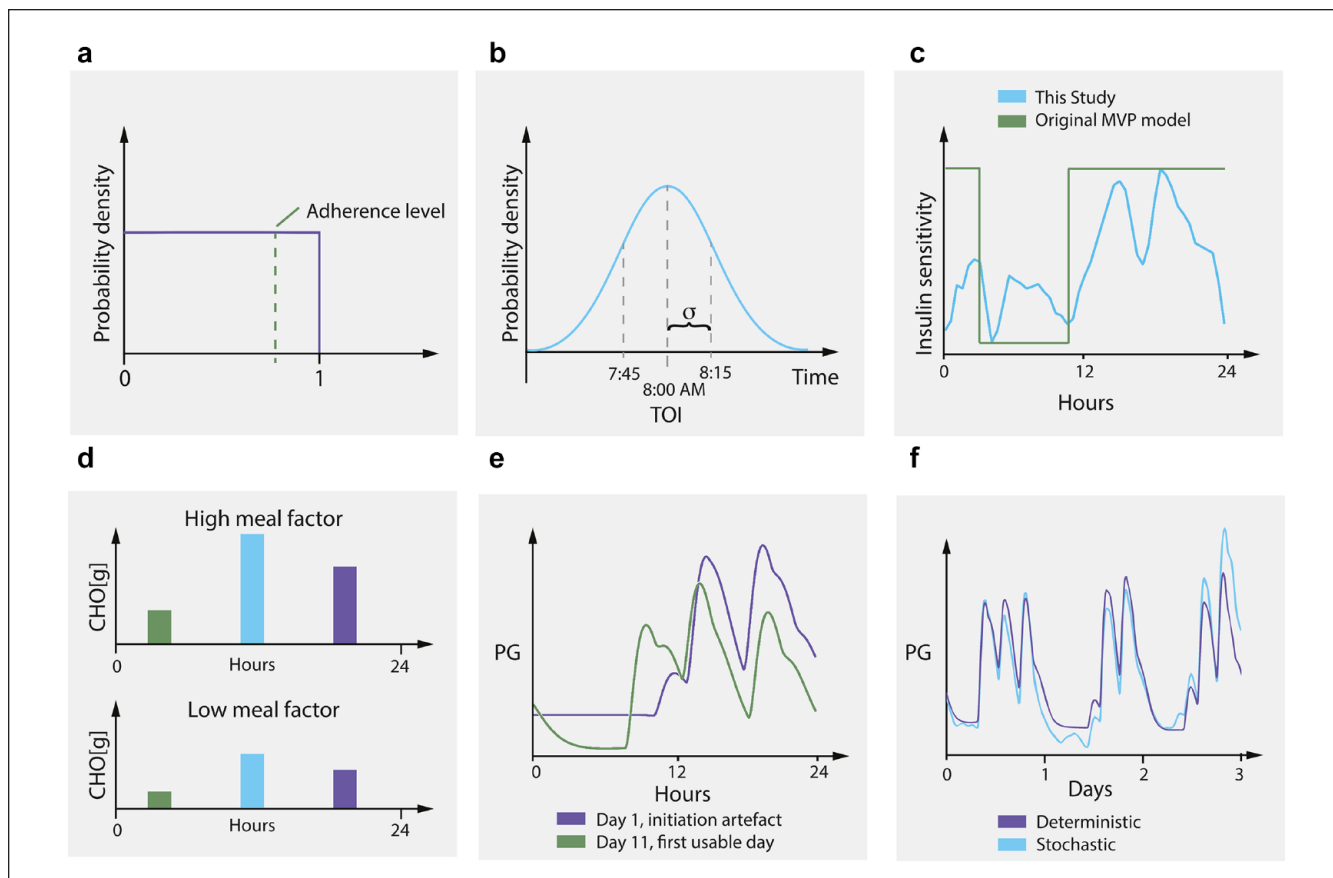 a
Probability density
Adherence level
0
1
b
Probability density
σ
7:45
8:15
8:00 AM
Time
TOI
c
This Study
Original MVP model
Insulin sensitivity
0
12
24
Hours
d
High meal factor
CHO[g]
0
Hours
24
Low meal factor
CHO[g]
0
Hours
24
e
PG
0
12
24
Hours
Day 1, initiation artefact
Day 11, first usable day
f
PG
0
1
2
3
Days
Deterministic
Stochastic